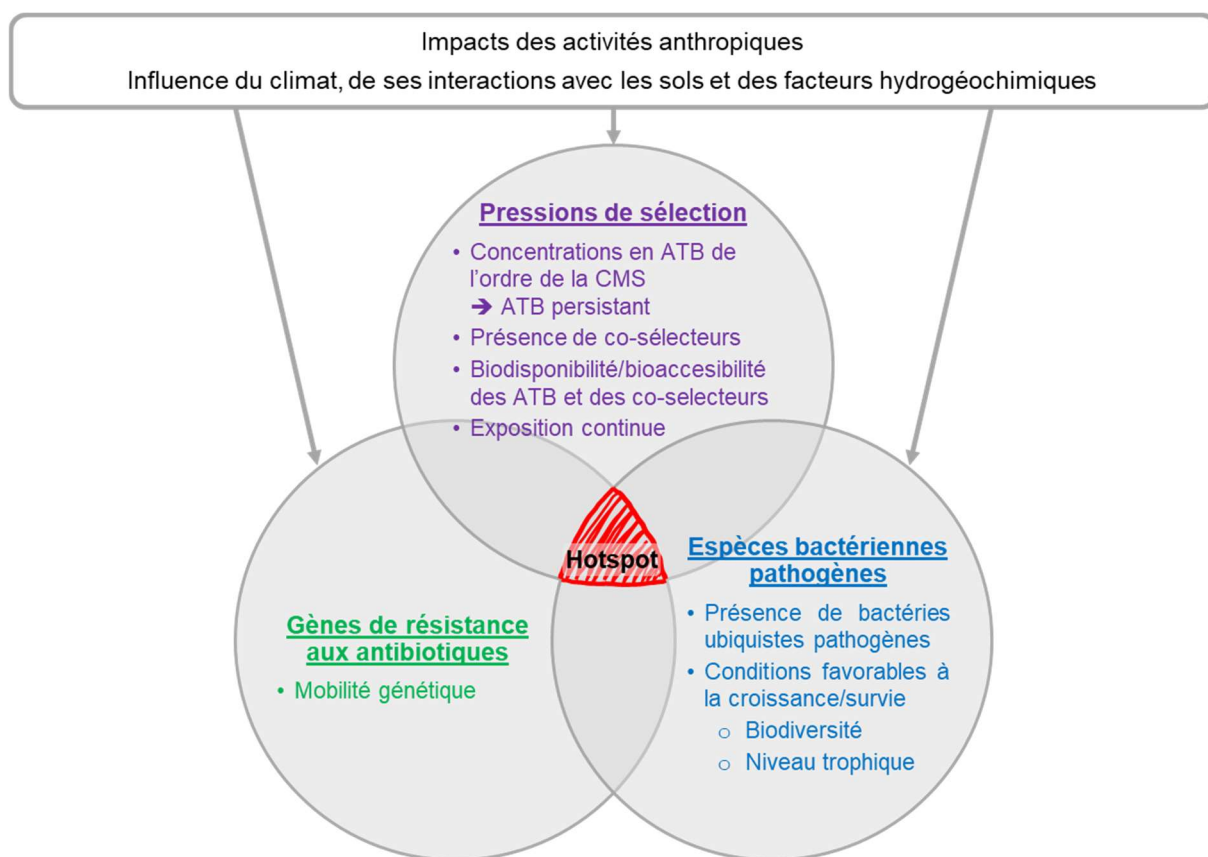 Impacts des activités anthropiques
Influence du climat, de ses interactions avec les sols et des facteurs hydrogéochimiques
Pressions de sélection
• Concentrations en ATB de
l'ordre de la CMS
➔ ATB persistant
• Présence de co-sélecteurs
• Biodisponibilité/bioaccesibilité
des ATB et des co-selecteurs
• Exposition continue
Hotspot
Gènes de résistance
aux antibiotiques
• Mobilité génétique
Espèces bactériennes
pathogènes
• Présence de bactéries
ubiquistes pathogènes
• Conditions favorables à
la croissance/survie
o Biodiversité
o Niveau trophique